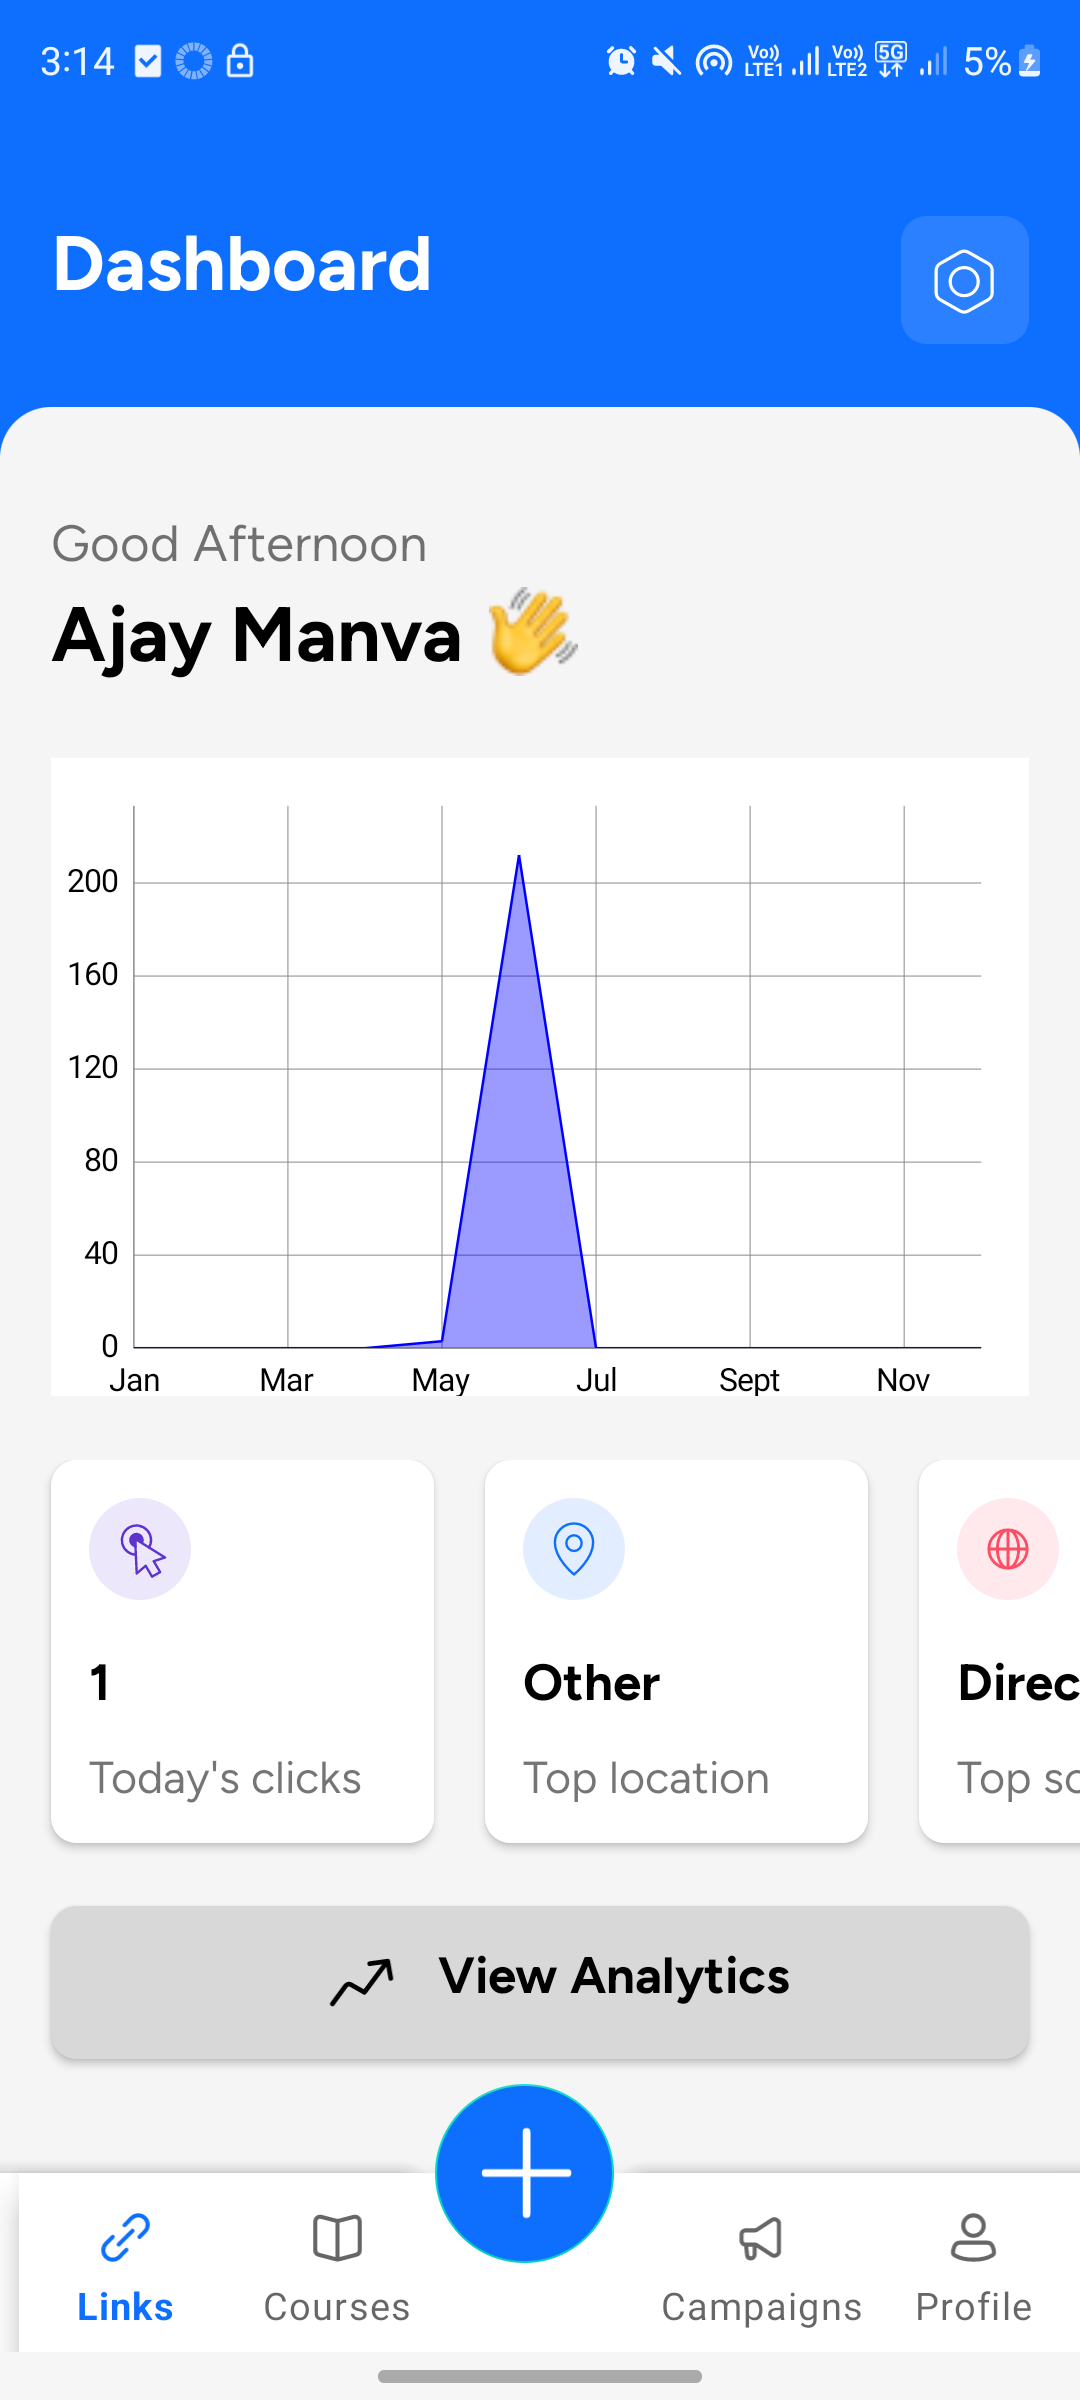 3:14 Vo)) LTE1 Vo)) LTE2 5G 5%
Dashboard
Good Afternoon
Ajay Manva 👋
200
160
120
80
40
0
Jan Mar May Jul Sept Nov
1 Other Direc
Today's clicks Top location Top so
View Analytics
Links Courses Campaigns Profile